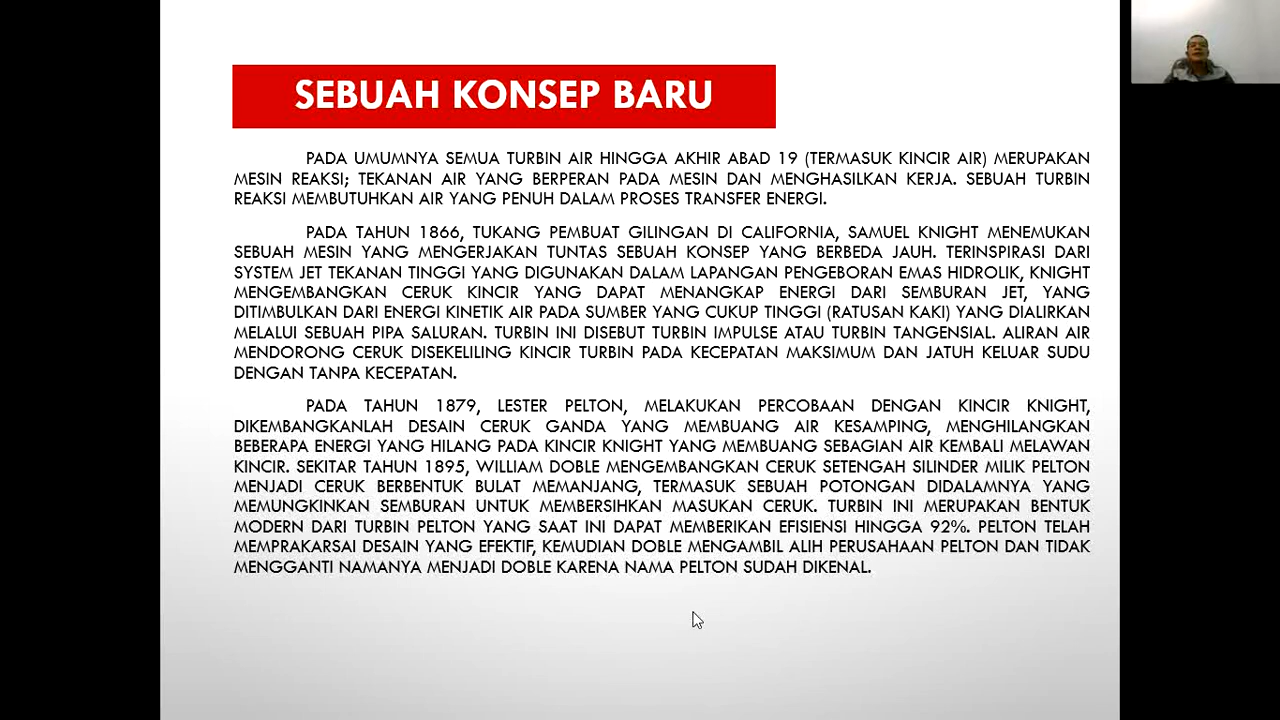 SEBUAH KONSEP BARU
PADA UMUMNYA SEMUA TURBIN AIR HINGGA AKHIR ABAD 19 (TERMASUK KINCIR AIR) MERUPAKAN
MESIN REAKSI; TEKANAN AIR YANG BERPERAN PADA MESIN DAN MENGHASILKAN KERJA. SEBUAH TURBIN
REAKSI MEMBUTUHKAN AIR YANG PENUH DALAM PROSES TRANSFER ENERGI.
PADA TAHUN 1866, TUKANG PEMBUAT GILINGAN DI CALIFORNIA, SAMUEL KNIGHT MENEMUKAN
SEBUAH MESIN YANG MENGERJAKAN TUNTAS SEBUAH KONSEP YANG BERBEDA JAUH. TERINSPIRASI DARI
SYSTEM JET TEKANAN TINGGI YANG DIGUNAKAN DALAM LAPANGAN PENGEBORAN EMAS HIDROLIK, KNIGHT
MENGEMBANGKAN CERUK KINCIR YANG DAPAT MENANGKAP ENERGI DARI SEMBURAN JET, YANG
DITIMBULKAN DARI ENERGI KINETIK AIR PADA SUMBER YANG CUKUP TINGGI (RATUSAN KAKI) YANG DIALIRKAN
MELALUI SEBUAH PIPA SALURAN. TURBIN INI DISEBUT TURBIN IMPULSE ATAU TURBIN TANGENSIAL. ALIRAN AIR
MENDORONG CERUK DISEKELILING KINCIR TURBIN PADA KECEPATAN MAKSIMUM DAN JATUH KELUAR SUDU
DENGAN TANPA KECEPATAN.
PADA TAHUN 1879, LESTER PELTON, MELAKUKAN PERCOBAAN DENGAN KINCIR KNIGHT,
DIKEMBANGKANLAH DESAIN CERUK GANDA YANG MEMBUANG AIR KESAMPING, MENGHILANGKAN
BEBERAPA ENERGI YANG HILANG PADA KINCIR KNIGHT YANG MEMBUANG SEBAGIAN AIR KEMBALI MELAWAN
KINCIR. SEKITAR TAHUN 1895, WILLIAM DOBLE MENGEMBANGKAN CERUK SETENGAH SILINDER MILIK PELTON
MENJADI CERUK BERBENTUK BULAT MEMANJANG, TERMASUK SEBUAH POTONGAN DIDALAMNYA YANG
MEMUNGKINKAN SEMBURAN UNTUK MEMBERSIHKAN MASUKAN CERUK. TURBIN INI MERUPAKAN BENTUK
MODERN DARI TURBIN PELTON YANG SAAT INI DAPAT MEMBERIKAN EFISIENSI HINGGA 92%. PELTON TELAH
MEMPRAKARSAI DESAIN YANG EFEKTIF, KEMUDIAN DOBLE MENGAMBIL ALIH PERUSAHAAN PELTON DAN TIDAK
MENGGANTI NAMANYA MENJADI DOBLE KARENA NAMA PELTON SUDAH DIKENAL.